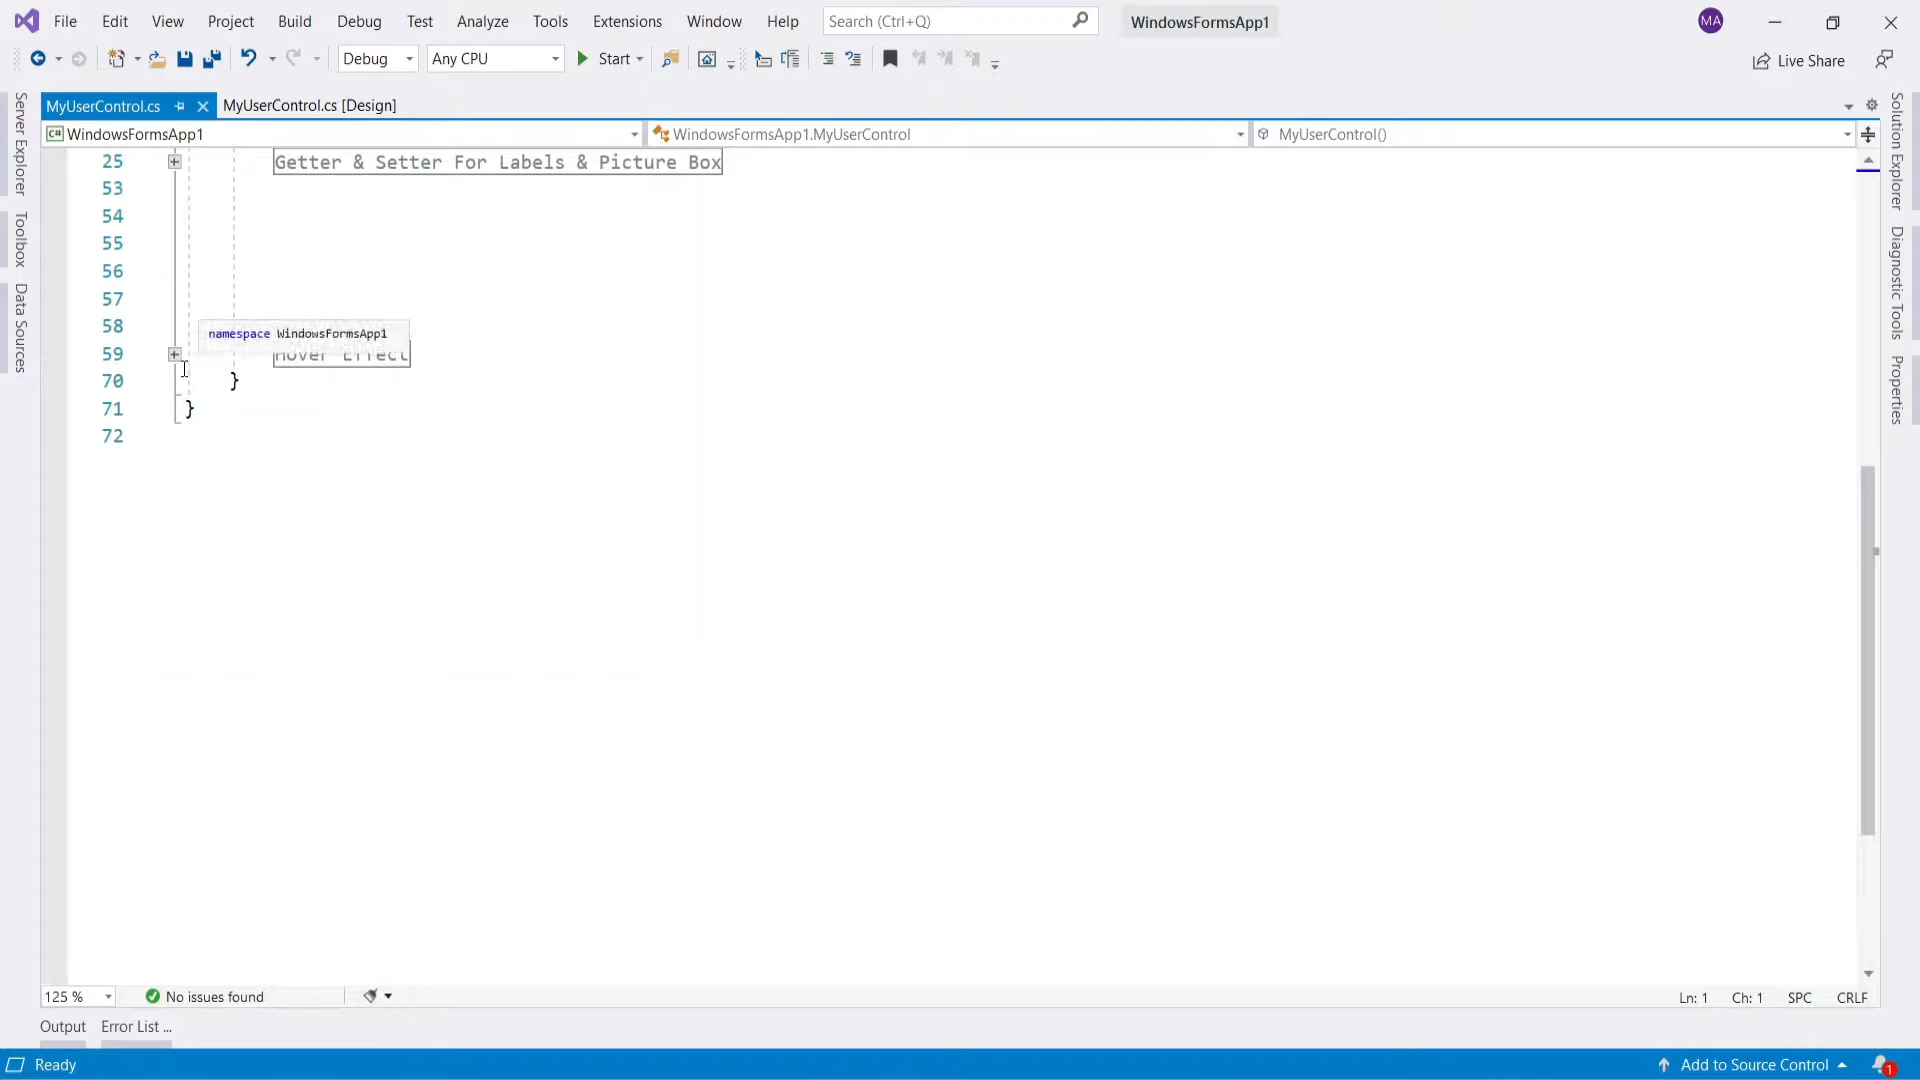 File Edit View Project Build Debug Test Analyze Tools Extensions Window Help Search (Ctrl+Q) WindowsFormsApp1 MA
Debug Any CPU Start Live Share
MyUserControl.cs MyUserControl.cs [Design]
C# WindowsFormsApp1 WindowsFormsApp1.MyUserControl MyUserControl()
Server Explorer
Toolbox
Data Sources
25 Getter & Setter For Labels & Picture Box
53
54
55
56
57
58
namespace WindowsFormsApp1
59 Hover Effect
70 }
71 }
72
Solution Explorer
Diagnostic Tools
Properties
125 % No issues found Ln: 1 Ch: 1 SPC CRLF
Output Error List ...
Ready Add to Source Control 1